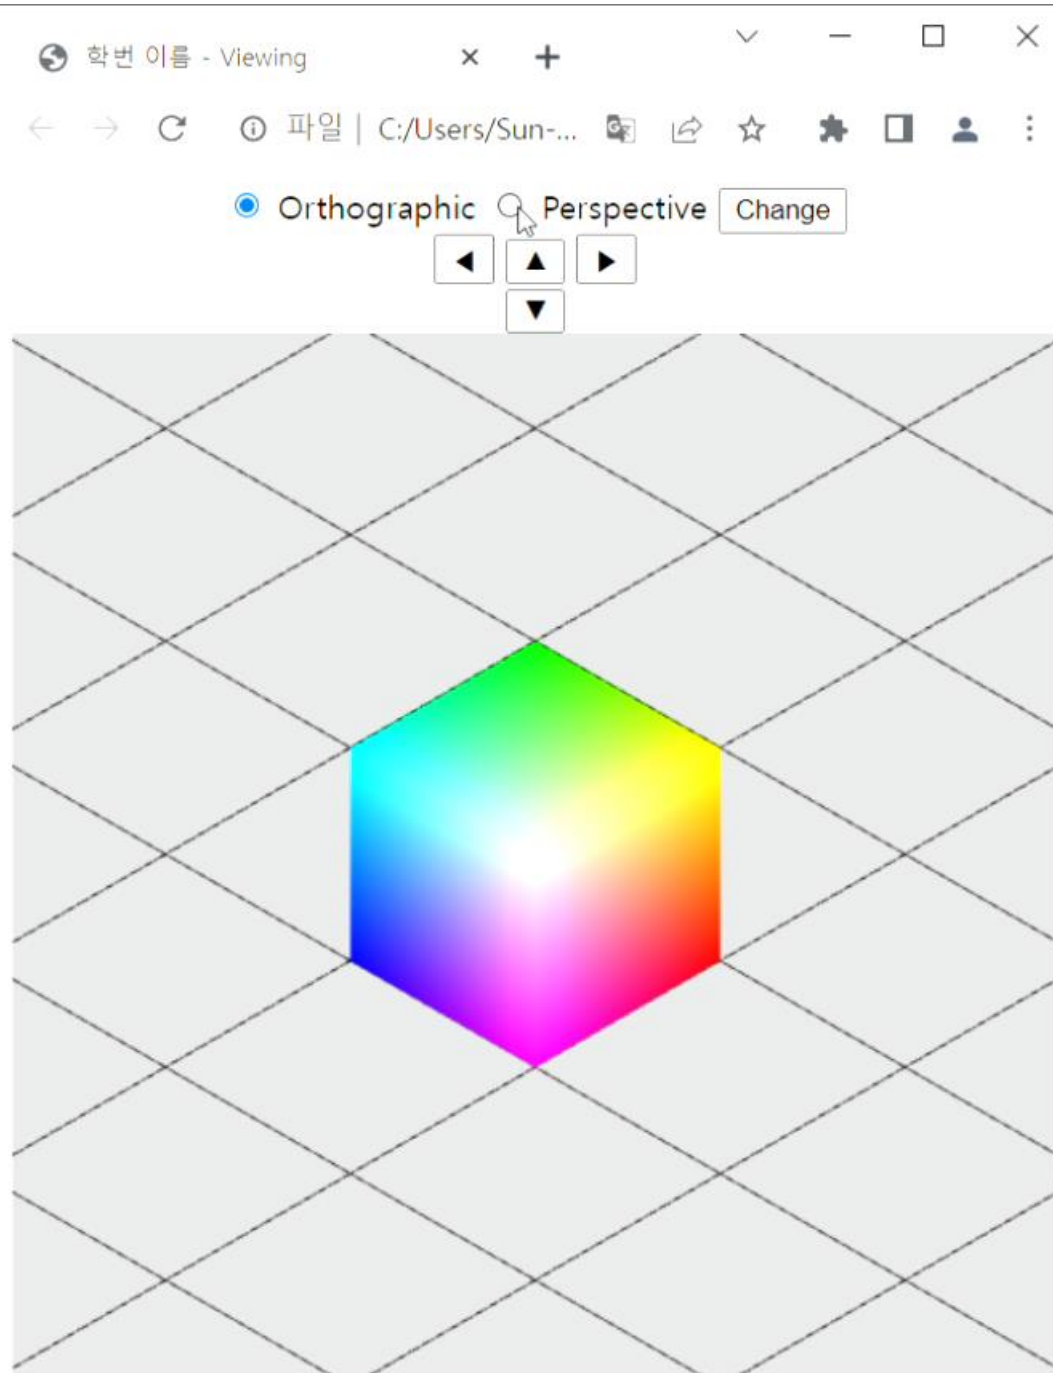 학번 이름 - Viewing
파일 | C:/Users/Sun-...
Orthographic Perspective Change
◀ ▲ ▶
▼